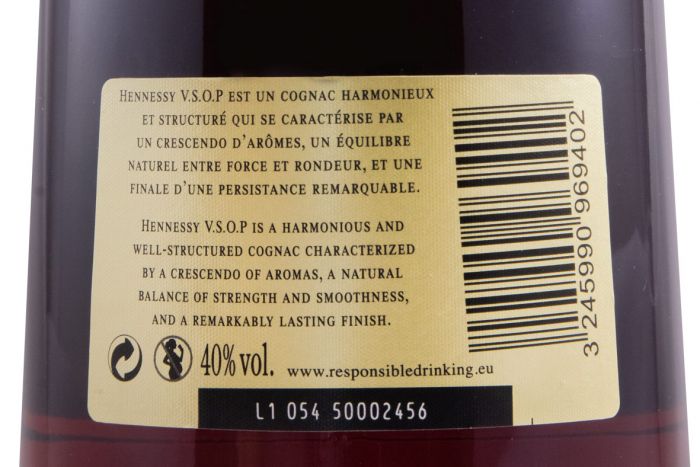 HENNESSY V.S.O.P EST UN COGNAC HARMONIEUX
ET STRUCTURÉ QUI SE CARACTÉRISE PAR
UN CRESCENDO D'ARÔMES, UN ÉQUILIBRE
NATUREL ENTRE FORCE ET RONDEUR, ET UNE
FINALE D'UNE PERSISTANCE REMARQUABLE.
HENNESSY V.S.O.P IS A HARMONIOUS AND
WELL-STRUCTURED COGNAC CHARACTERIZED
BY A CRESCENDO OF AROMAS, A NATURAL
BALANCE OF STRENGTH AND SMOOTHNESS,
AND A REMARKABLY LASTING FINISH.
40% vol. www.responsibledrinking.eu
L1 054 50002456
3 245990 969402